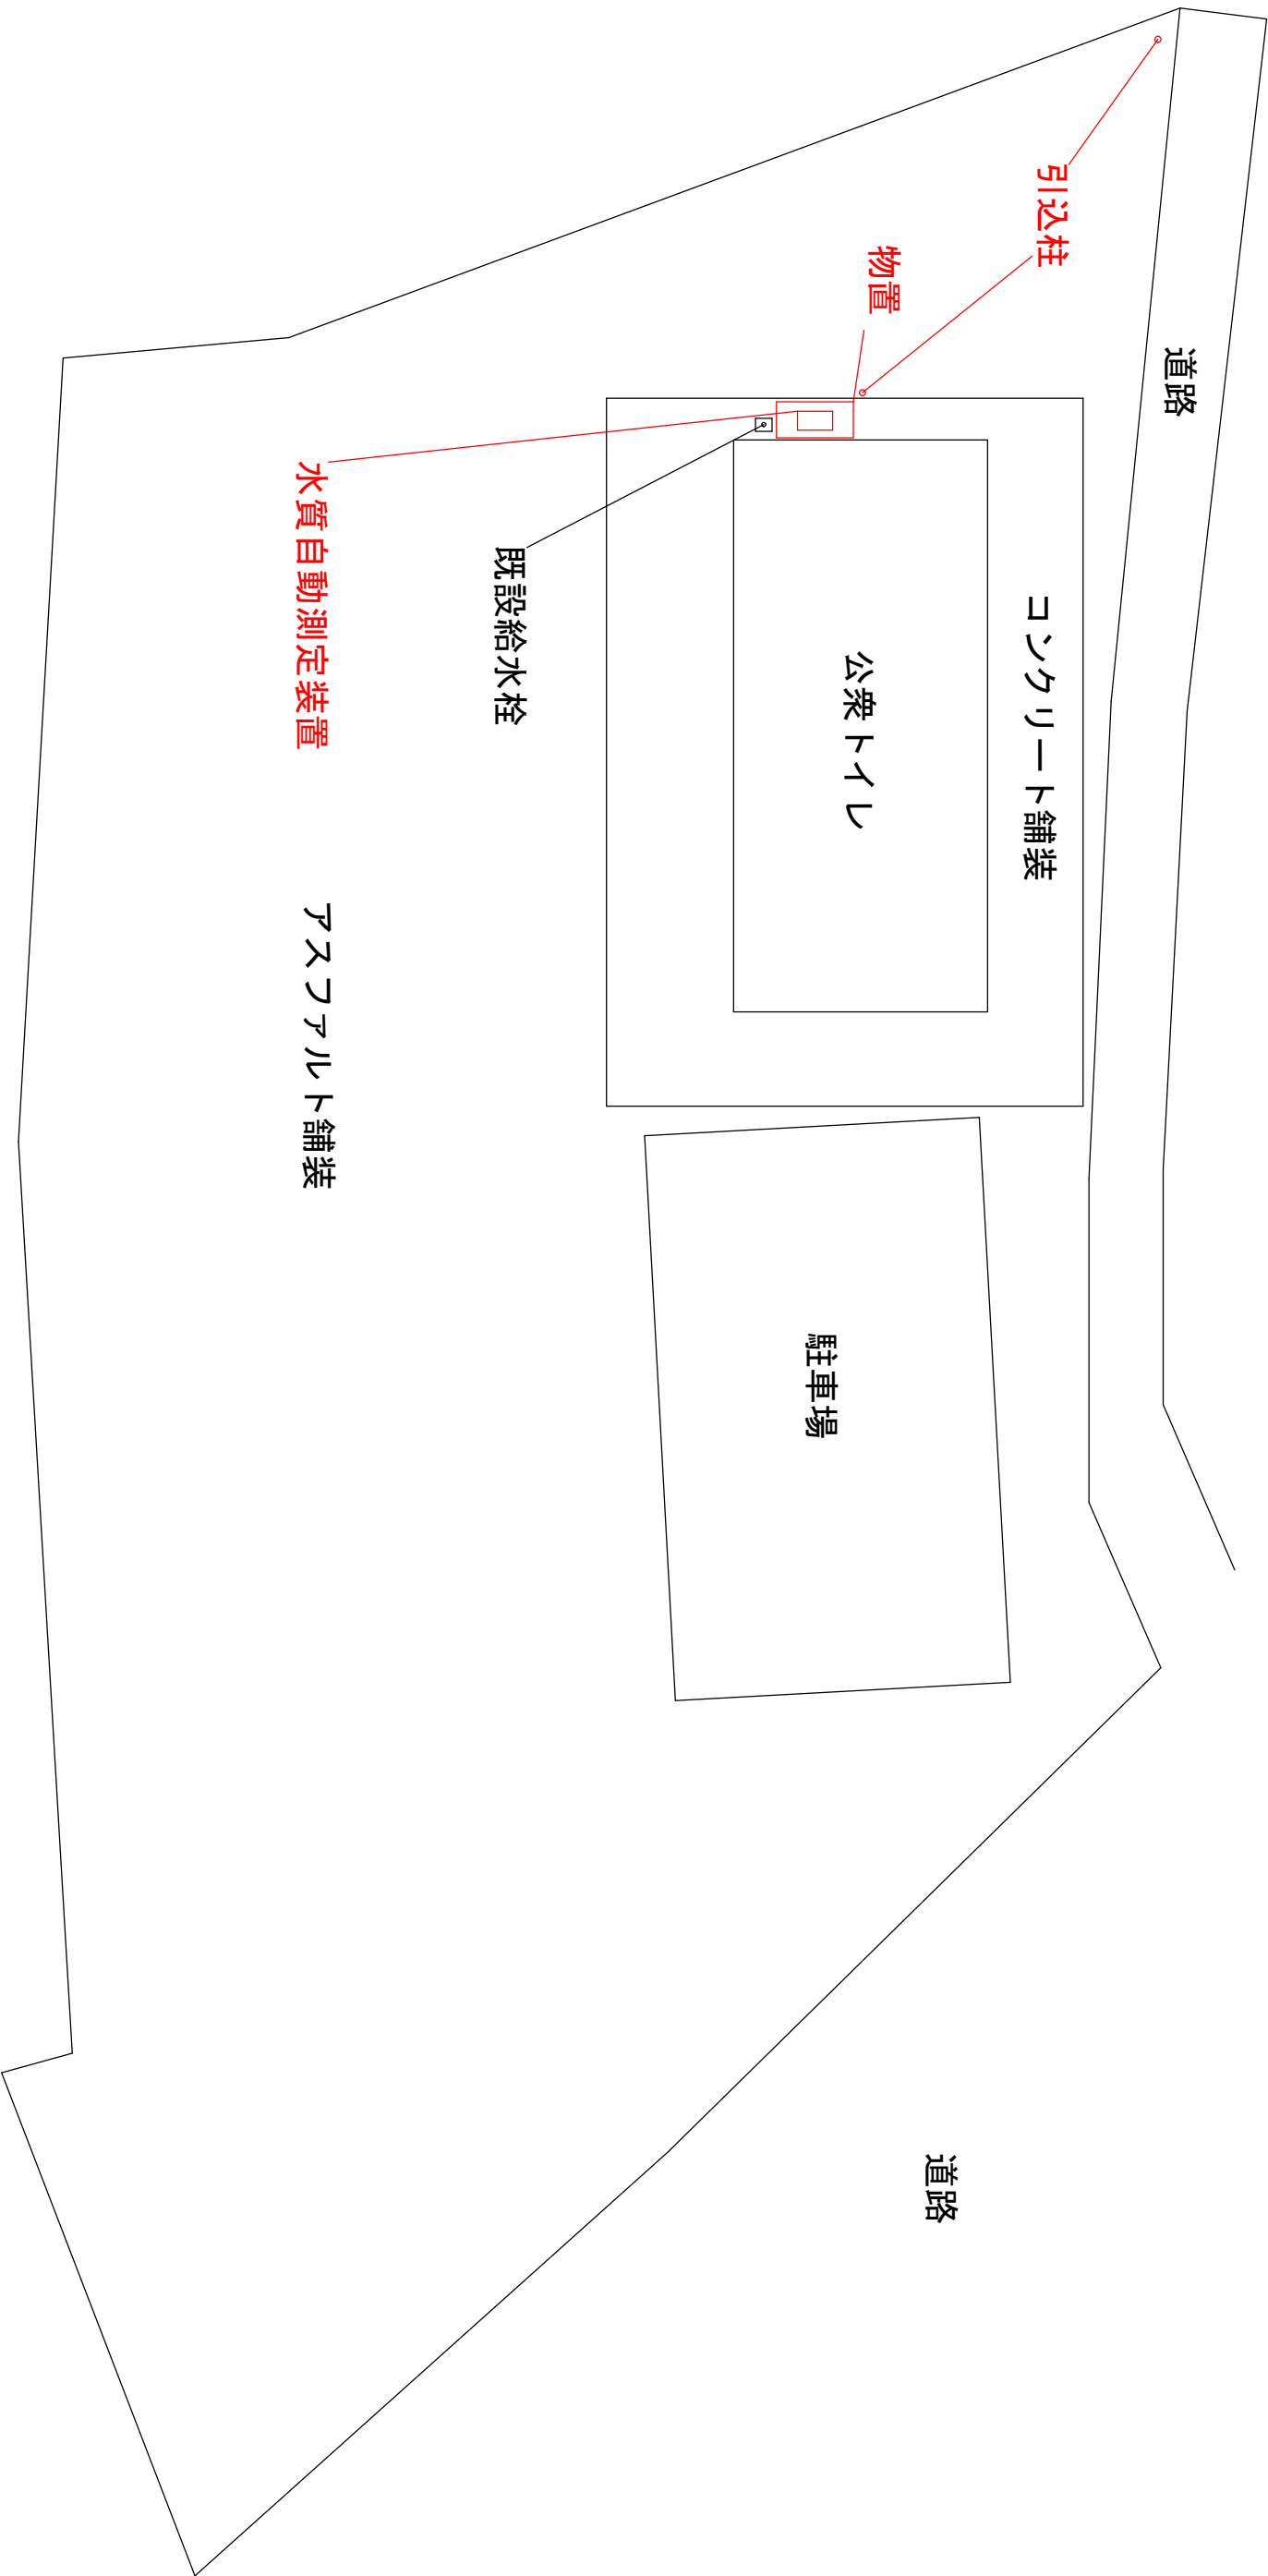 引込柱
物置
道路
水質自動測定装置
既設給水栓
コンクリート舗装
公衆トイレ
アスファルト舗装
駐車場
道路